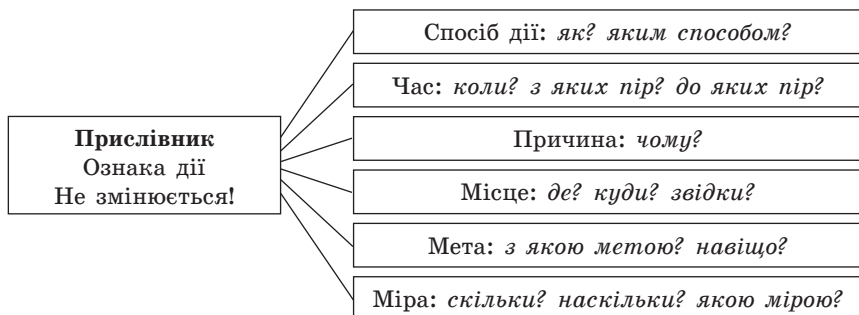 Прислівник
Ознака дії
Не змінюється!
Спосіб дії: як? яким способом?
Час: коли? з яких пір? до яких пір?
Причина: чому?
Місце: де? куди? звідки?
Мета: з якою метою? навіщо?
Міра: скільки? наскільки? якою мірою?